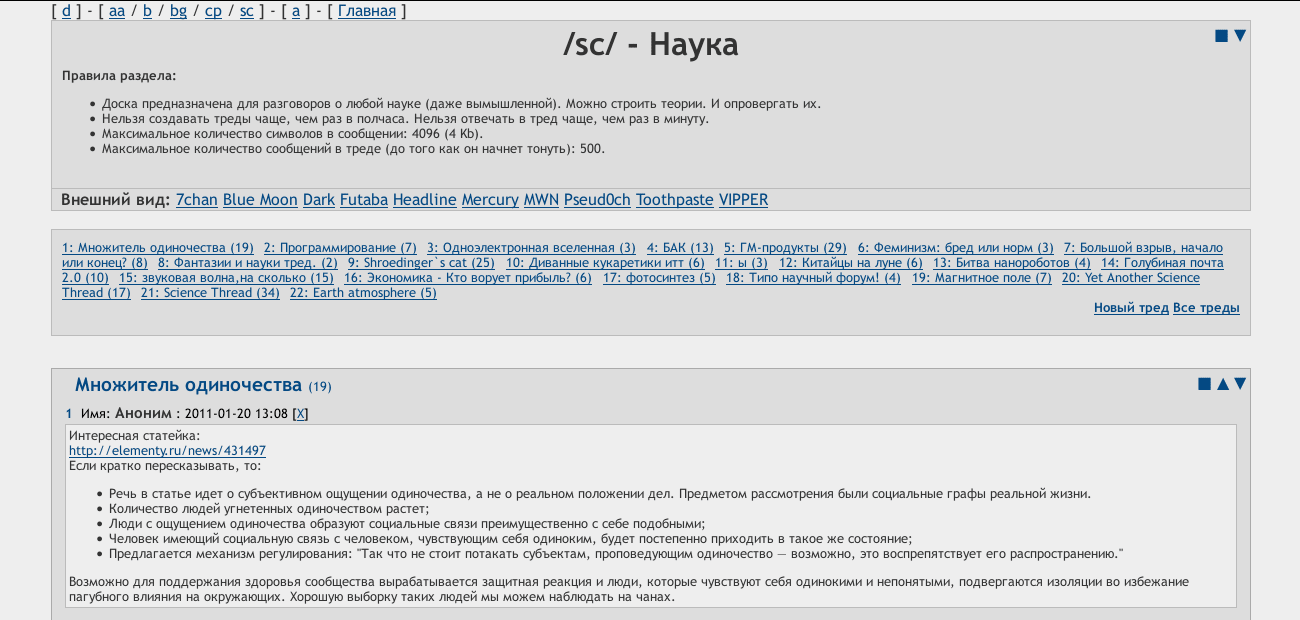 [ d ] - [ aa / b / bg / cp / sc ] - [ a ] - [ Главная ]
/sc/ - Наука
Правила раздела:
Доска предназначена для разговоров о любой науке (даже вымышленной). Можно строить теории. И опровергать их.
Нельзя создавать треды чаще, чем раз в полчаса. Нельзя отвечать в тред чаще, чем раз в минуту.
Максимальное количество символов в сообщении: 4096 (4 Kb).
Максимальное количество сообщений в треде (до того как он начнет тонуть): 500.
Внешний вид: 7chan Blue Moon Dark Futaba Headline Mercury MWN Pseud0ch Toothpaste VIPPER
1: Множитель одиночества (19) 2: Программирование (7) 3: Одноэлектронная вселенная (3) 4: БАК (13) 5: ГМ-продукты (29) 6: Феминизм: бред или норм (3) 7: Большой взрыв, начало
или конец? (8) 8: Фантазии и науки тред. (2) 9: Shroedinger`s cat (25) 10: Диванные кукаретики итт (6) 11: ы (3) 12: Китайцы на луне (6) 13: Битва нанороботов (4) 14: Голубиная почта
2.0 (10) 15: звуковая волна,на сколько (15) 16: Экономика - Кто ворует прибыль? (6) 17: фотосинтез (5) 18: Типо научный форум! (4) 19: Магнитное поле (7) 20: Yet Another Science
Thread (17) 21: Science Thread (34) 22: Earth atmosphere (5)
Новый тред Все треды
Множитель одиночества (19)
1 Имя: Аноним : 2011-01-20 13:08 [X]
Интересная статейка:
http://elementy.ru/news/431497
Если кратко пересказывать, то:
Речь в статье идет о субъективном ощущении одиночества, а не о реальном положении дел. Предметом рассмотрения были социальные графы реальной жизни.
Количество людей угнетенных одиночеством растет;
Люди с ощущением одиночества образуют социальные связи преимущественно с себе подобными;
Человек имеющий социальную связь с человеком, чувствующим себя одиноким, будет постепенно приходить в такое же состояние;
Предлагается механизм регулирования: "Так что не стоит потакать субъектам, проповедующим одиночество — возможно, это воспрепятствует его распространению."
Возможно для поддержания здоровья сообщества вырабатывается защитная реакция и люди, которые чувствуют себя одинокими и непонятыми, подвергаются изоляции во избежание
пагубного влияния на окружающих. Хорошую выборку таких людей мы можем наблюдать на чанах.